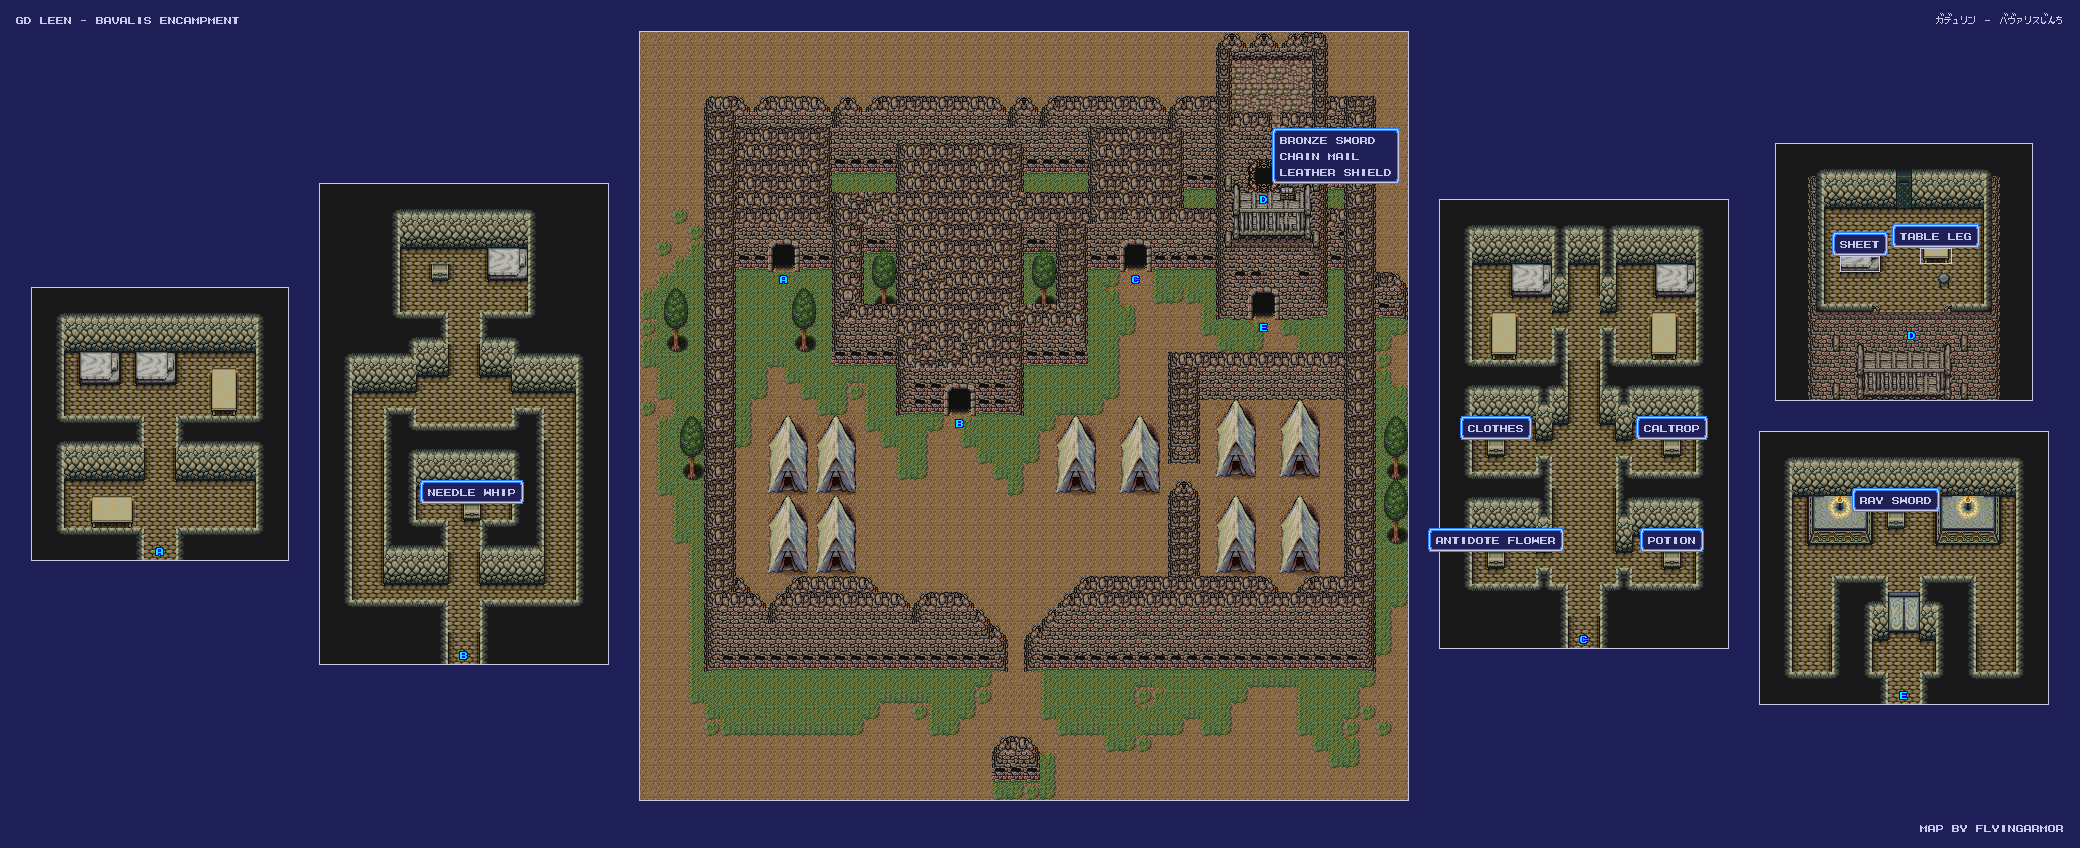 GD LEEN - BAVALIS ENCAMPMENT
ガデュリン - バヴァリスじんち
BRONZE SWORD
CHAIN MAIL
LEATHER SHIELD
D
A
C
E
B
SHEET
TABLE LEG
D
NEEDLE WHIP
CLOTHES
CALTROP
ANTIDOTE FLOWER
POTION
RAY SWORD
A
B
C
E
MAP BY FLYINGARMOR